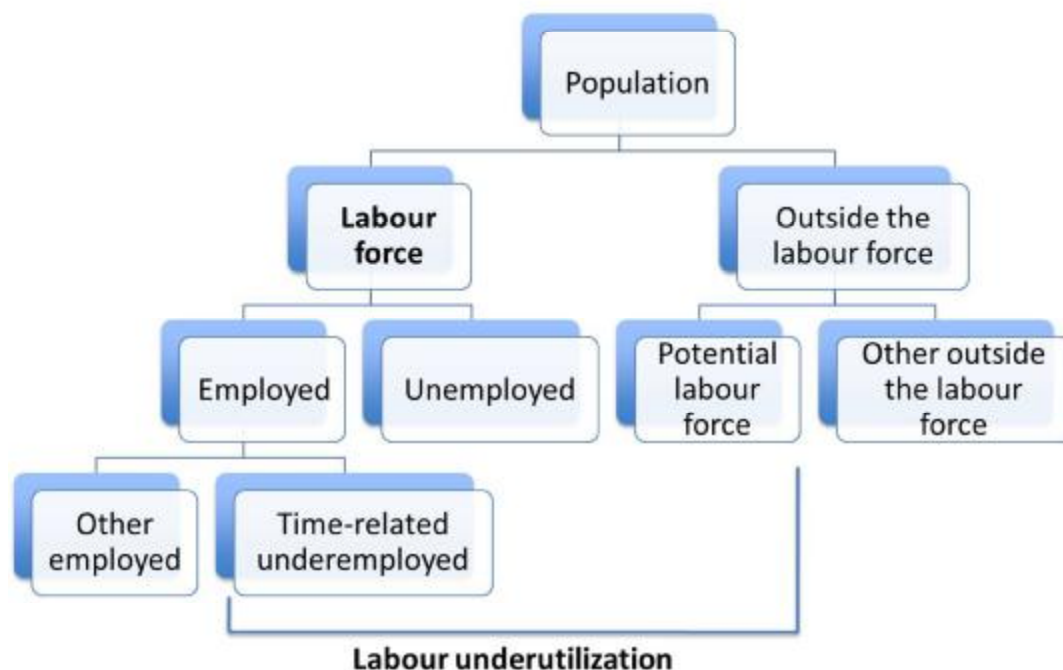 Population
Labour
force
Outside the
labour force
Employed
Unemployed
Potential
labour
force
Other outside
the labour
force
Other
employed
Time-related
underemployed
Labour underutilization